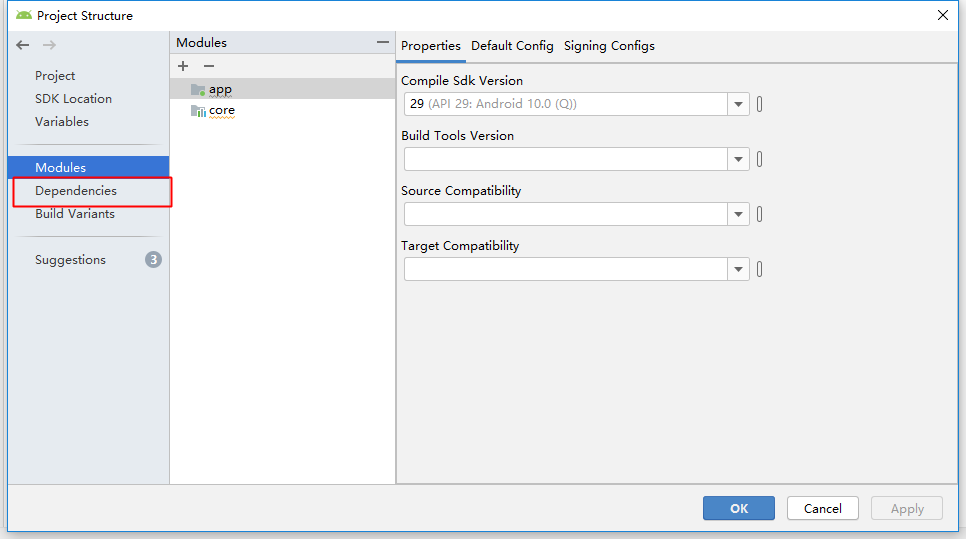 Project Structure
Project
SDK Location
Variables
Modules
Dependencies
Build Variants
Suggestions
3
Modules
app
core
Properties Default Config Signing Configs
Compile Sdk Version
29 (API 29: Android 10.0 (Q))
Build Tools Version
Source Compatibility
Target Compatibility
OK Cancel Apply